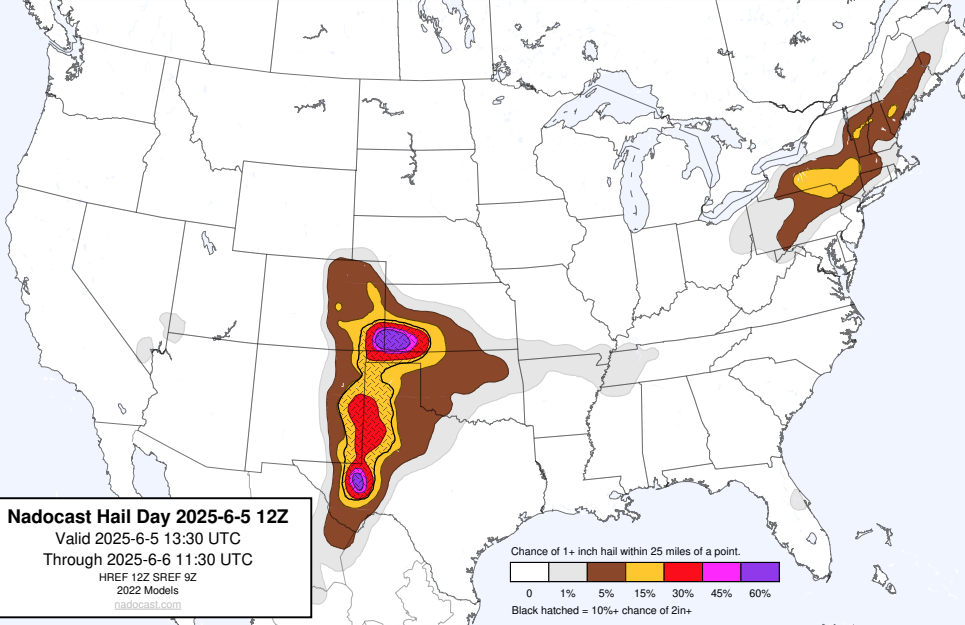 Nadocast Hail Day 2025-6-5 12Z
Valid 2025-6-5 13:30 UTC
Through 2025-6-6 11:30 UTC
HREF 12Z SREF 9Z
2022 Models
nadocast.com
Chance of 1+ inch hail within 25 miles of a point.
0 1% 5% 15% 30% 45% 60%
Black hatched = 10%+ chance of 2in+